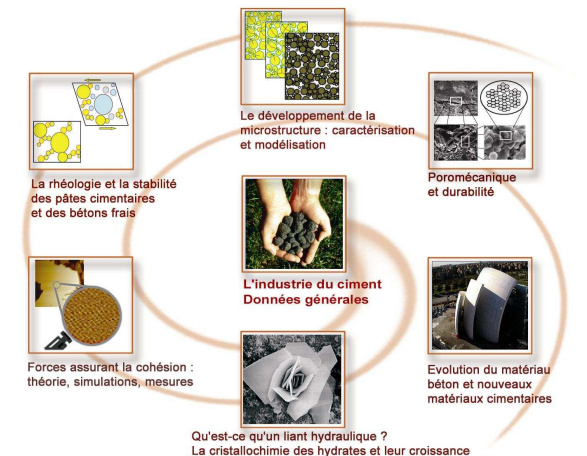 Le développement de la
microstructure : caractérisation
et modélisation
La rhéologie et la stabilité
des pâtes cimentaires
et des bétons frais
Poromécanique
et durabilité
L'industrie du ciment
Données générales
Forces assurant la cohésion :
théorie, simulations, mesures
Evolution du matériau
béton et nouveaux
matériaux cimentaires
Qu'est-ce qu'un liant hydraulique ?
La cristallochimie des hydrates et leur croissance